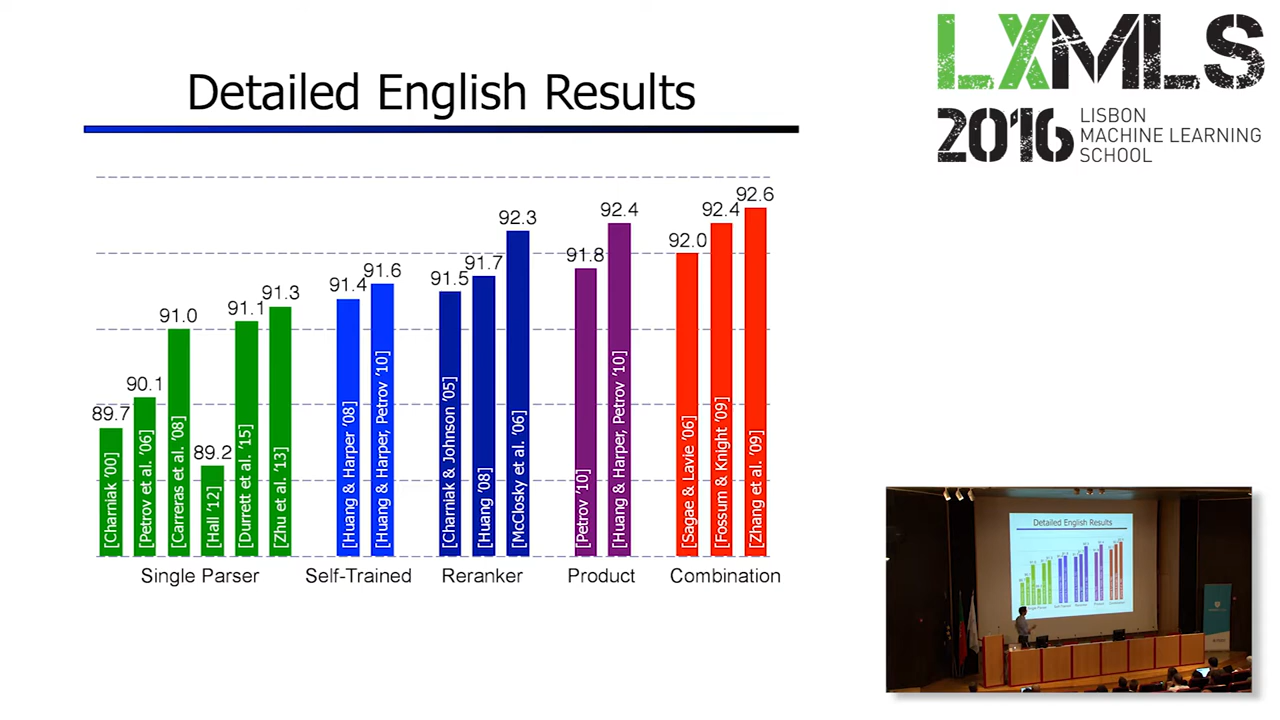 Detailed English Results
LXMLS
2016 LISBON
MACHINE LEARNING
SCHOOL
89.7
90.1
91.0
89.2
91.1
91.3
91.4
91.6
91.5
91.7
92.3
91.8
92.4
92.0
92.4
92.6
[Charniak ’00]
[Petrov et al. ’06]
[Carreras et al. ’08]
[Hall ’12]
[Durrett et al. ’15]
[Zhu et al. ’13]
[Huang & Harper ’08]
[Huang & Harper, Petrov ’10]
[Charniak & Johnson ’05]
[Huang ’08]
[McClosky et al. ’06]
[Petrov ’10]
[Huang & Harper, Petrov ’10]
[Sagae & Lavie ’06]
[Fossum & Knight ’09]
[Zhang et al. ’09]
Single Parser
Self-Trained
Reranker
Product
Combination
Detailed English Results